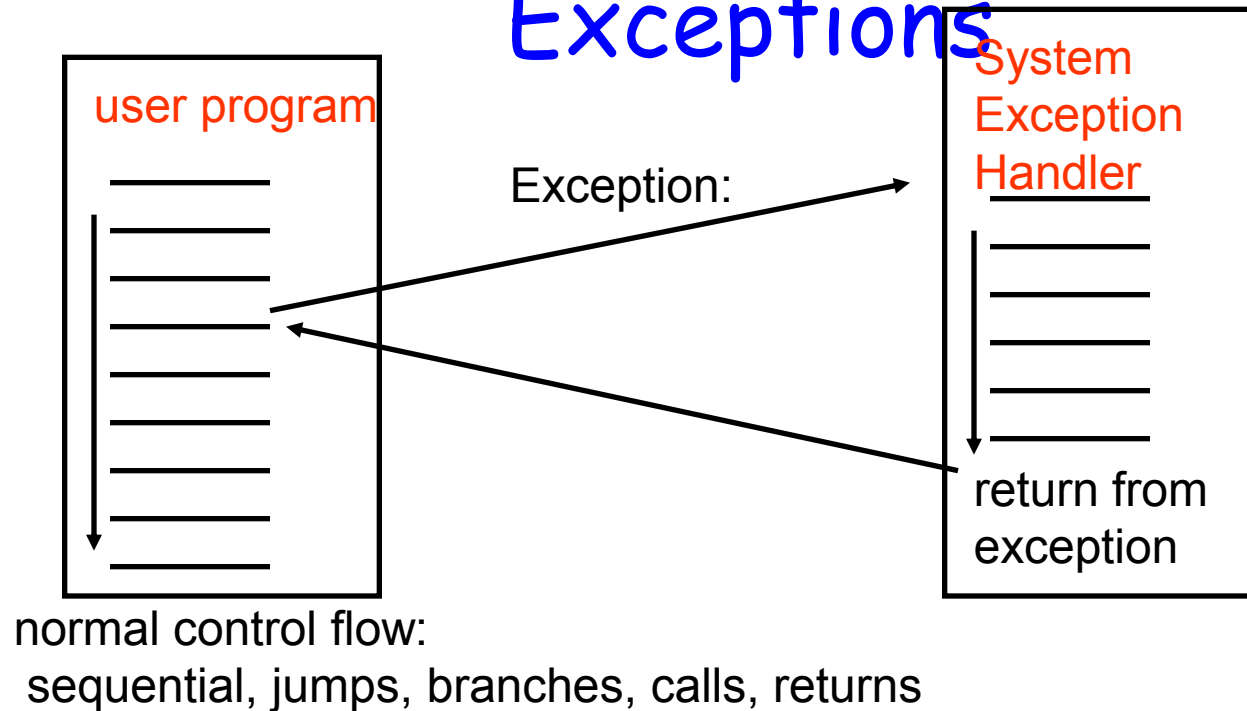 Exceptions
user program
System
Exception
Handler
Exception:
return from
exception
normal control flow:
sequential, jumps, branches, calls, returns